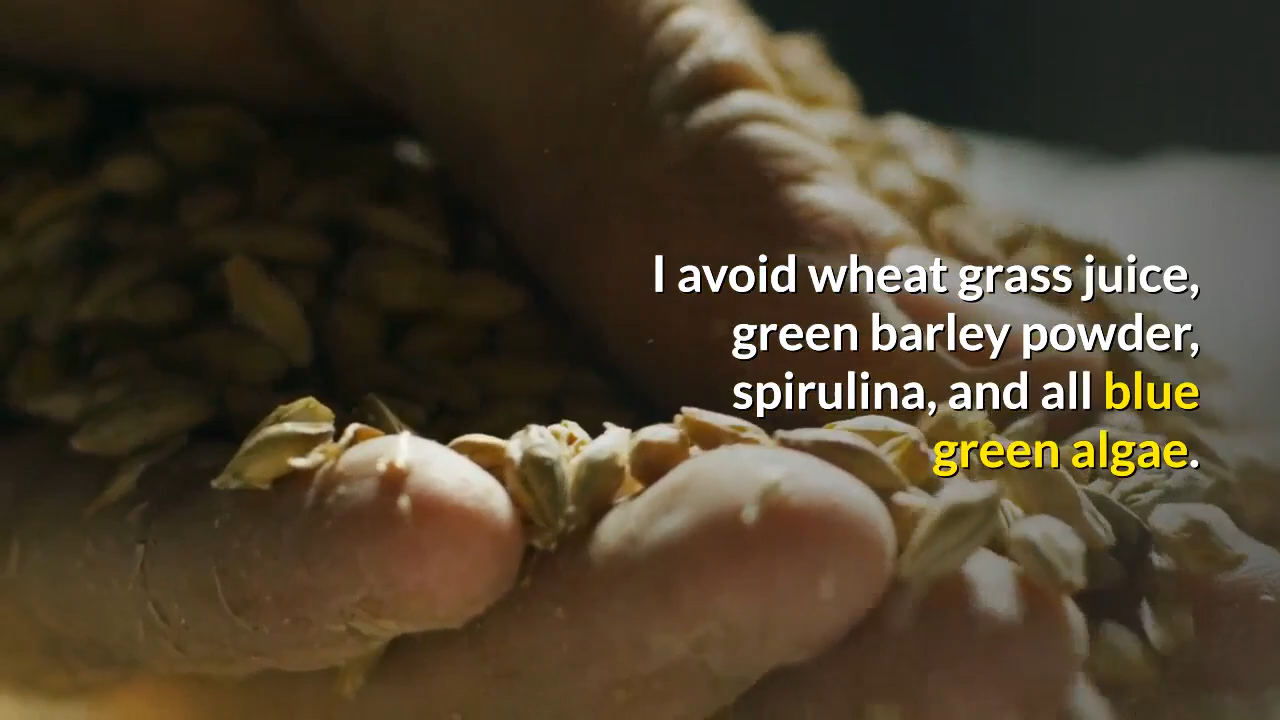 I avoid wheat grass juice,
green barley powder,
spirulina, and all blue
green algae.